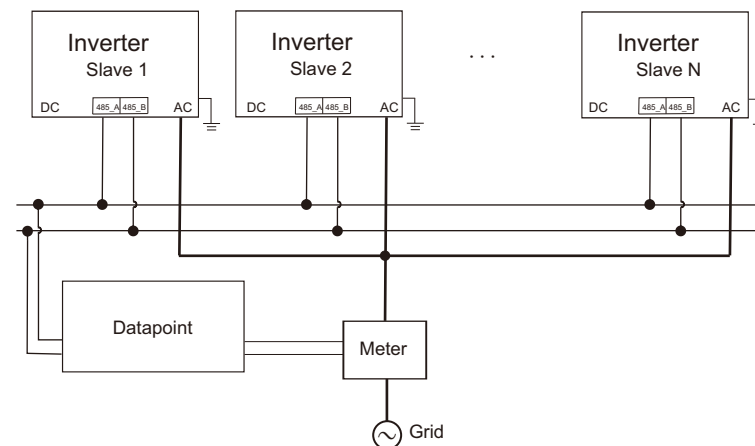 Inverter
Slave 1
DC 485_A 485_B AC
Inverter
Slave 2
DC 485_A 485_B AC
. . .
Inverter
Slave N
DC 485_A 485_B AC
Datapoint
Meter
Grid